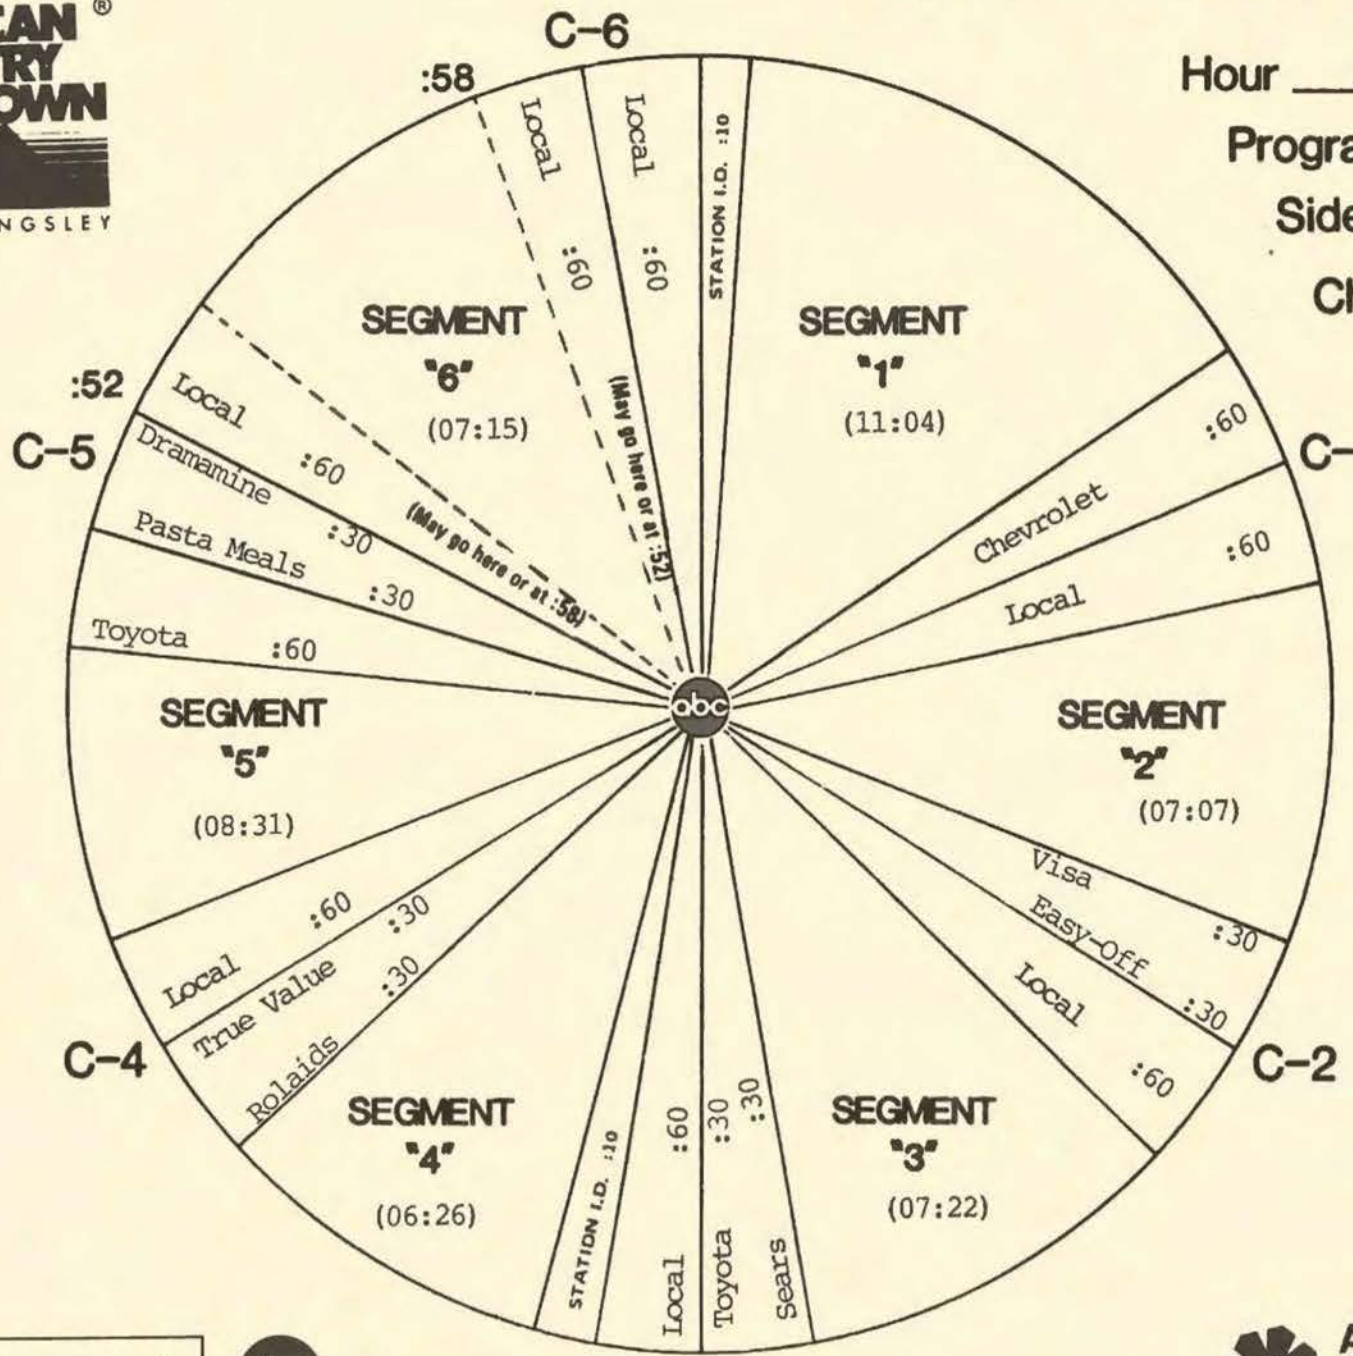 ®
C-6
:58
Hour
NGSLEY
Local
:60
Local
:60
(May go here or at :52)
STATION I.D. :10
SEGMENT
"1"
(11:04)
:60
Chevrolet
Local
:60
SEGMENT
"2"
(07:07)
Visa
:30
Easy-Off
:30
C-2
Local
:60
SEGMENT
"3"
(07:22)
Sears
:30
Toyota
:30
Local
:60
STATION I.D. :10
SEGMENT
"4"
(06:26)
Rolaids
:30
True Value
:30
C-4
Local
:60
SEGMENT
"5"
(08:31)
Toyota :60
Pasta Meals :30
Dramamine :30
C-5
:52
Local :60
(May go here or at :58)
SEGMENT
"6"
(07:15)
abc